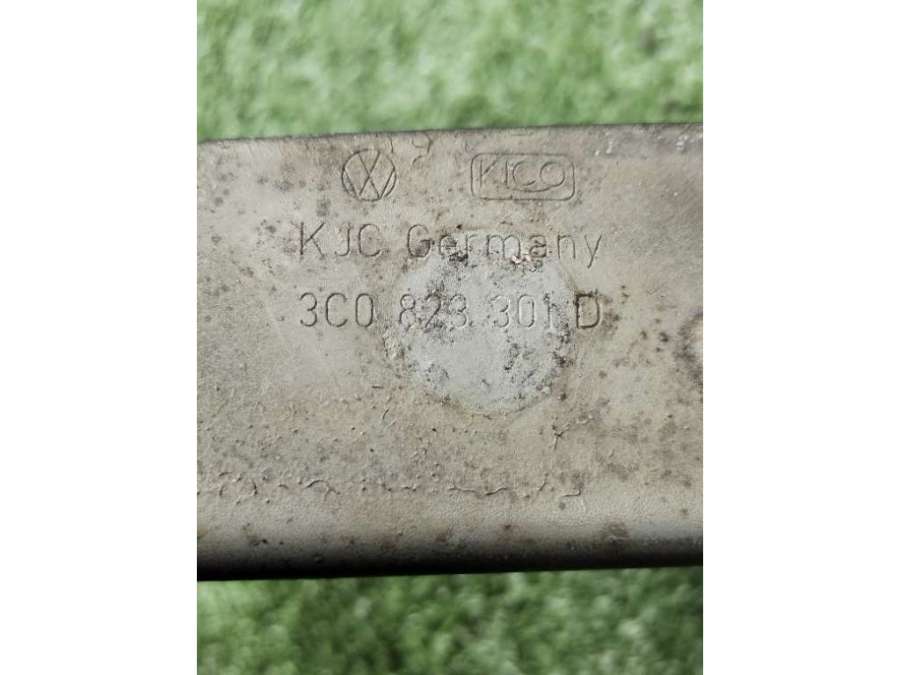 KICO
KJC Germany
3C0 823 301 D